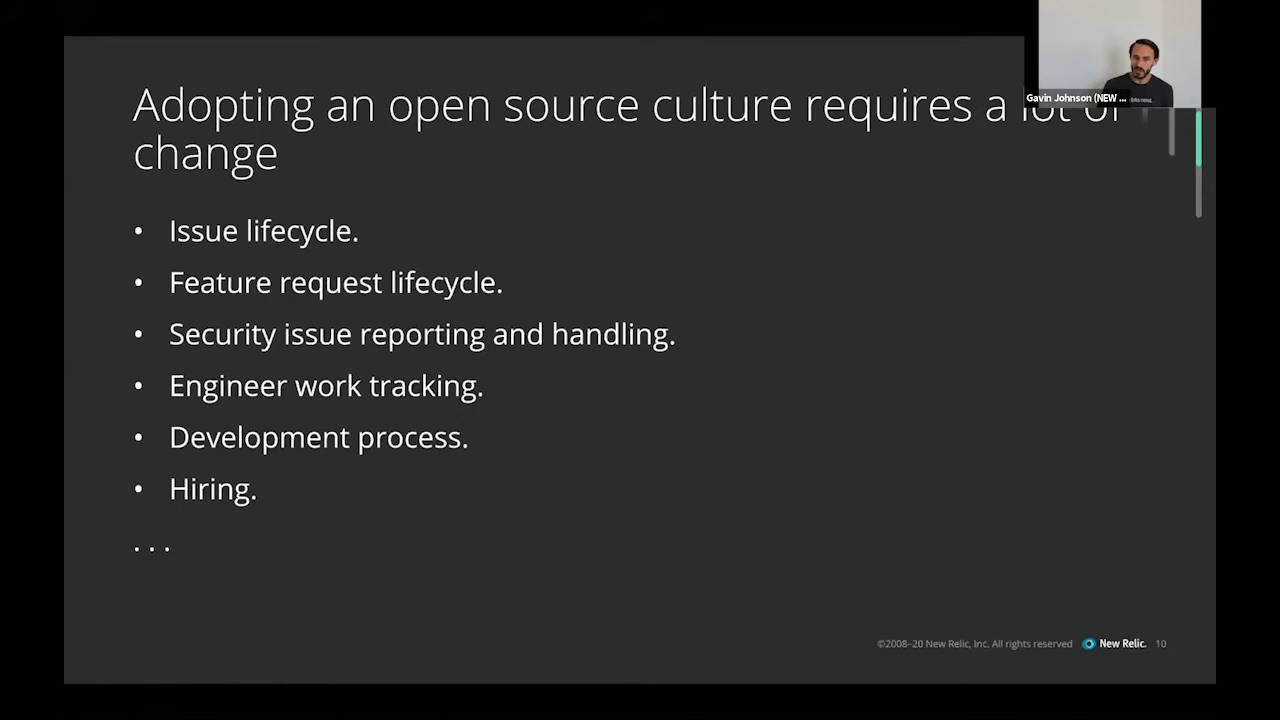 Adopting an open source culture requires a lot of
change
Gavin Johnson (NEW ...
• Issue lifecycle.
• Feature request lifecycle.
• Security issue reporting and handling.
• Engineer work tracking.
• Development process.
• Hiring.
. . .
©2008–20 New Relic, Inc. All rights reserved New Relic. 10